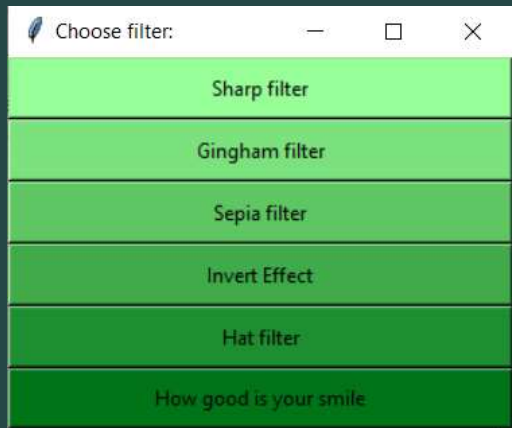 Choose filter:
Sharp filter
Gingham filter
Sepia filter
Invert Effect
Hat filter
How good is your smile